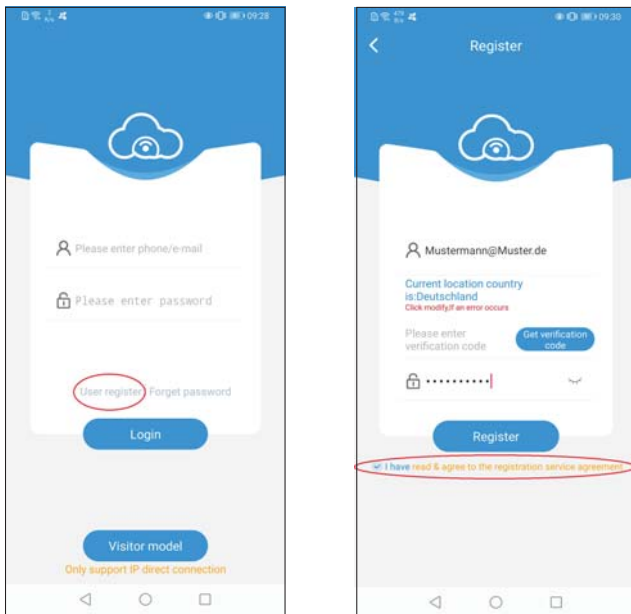 09:28
Please enter phone/e-mail
Please enter password
User register Forget password
Login
Visitor model
Only support IP direct connection
09:30
Register
Mustermann@Muster.de
Current location country
is:Deutschland
Click modify,If an error occurs
Please enter
verification code
Get verification
code
Register
I have read & agree to the registration service agreement